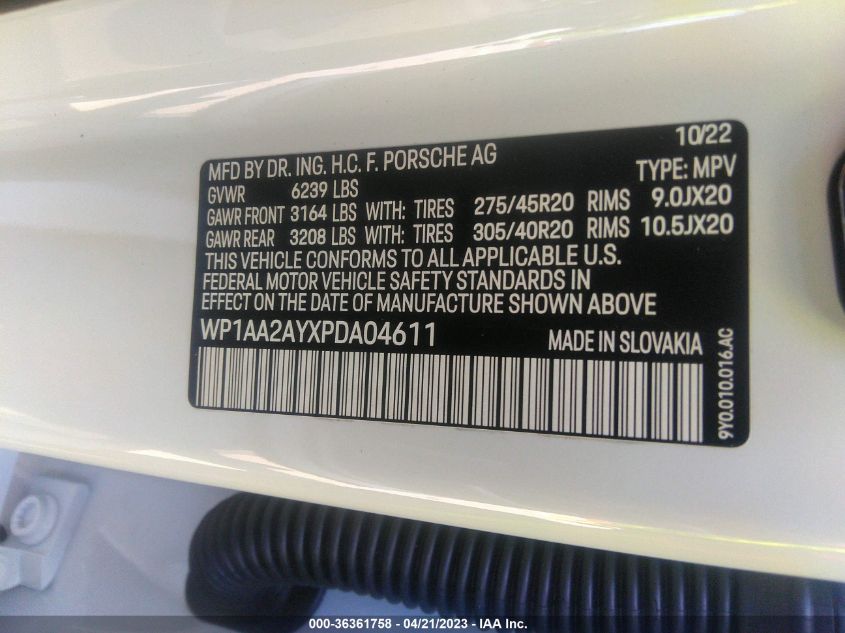 10/22
MFD BY DR. ING. H.C. F. PORSCHE AG
TYPE: MPV
GVWR 6239 LBS
GAWR FRONT 3164 LBS WITH: TIRES 275/45R20 RIMS 9.0JX20
GAWR REAR 3208 LBS WITH: TIRES 305/40R20 RIMS 10.5JX20
THIS VEHICLE CONFORMS TO ALL APPLICABLE U.S.
FEDERAL MOTOR VEHICLE SAFETY STANDARDS IN
EFFECT ON THE DATE OF MANUFACTURE SHOWN ABOVE
WP1AA2AYXPDA04611 MADE IN SLOVAKIA
9Y0.010.016.AC
000-36361758 - 04/21/2023 - IAA Inc.